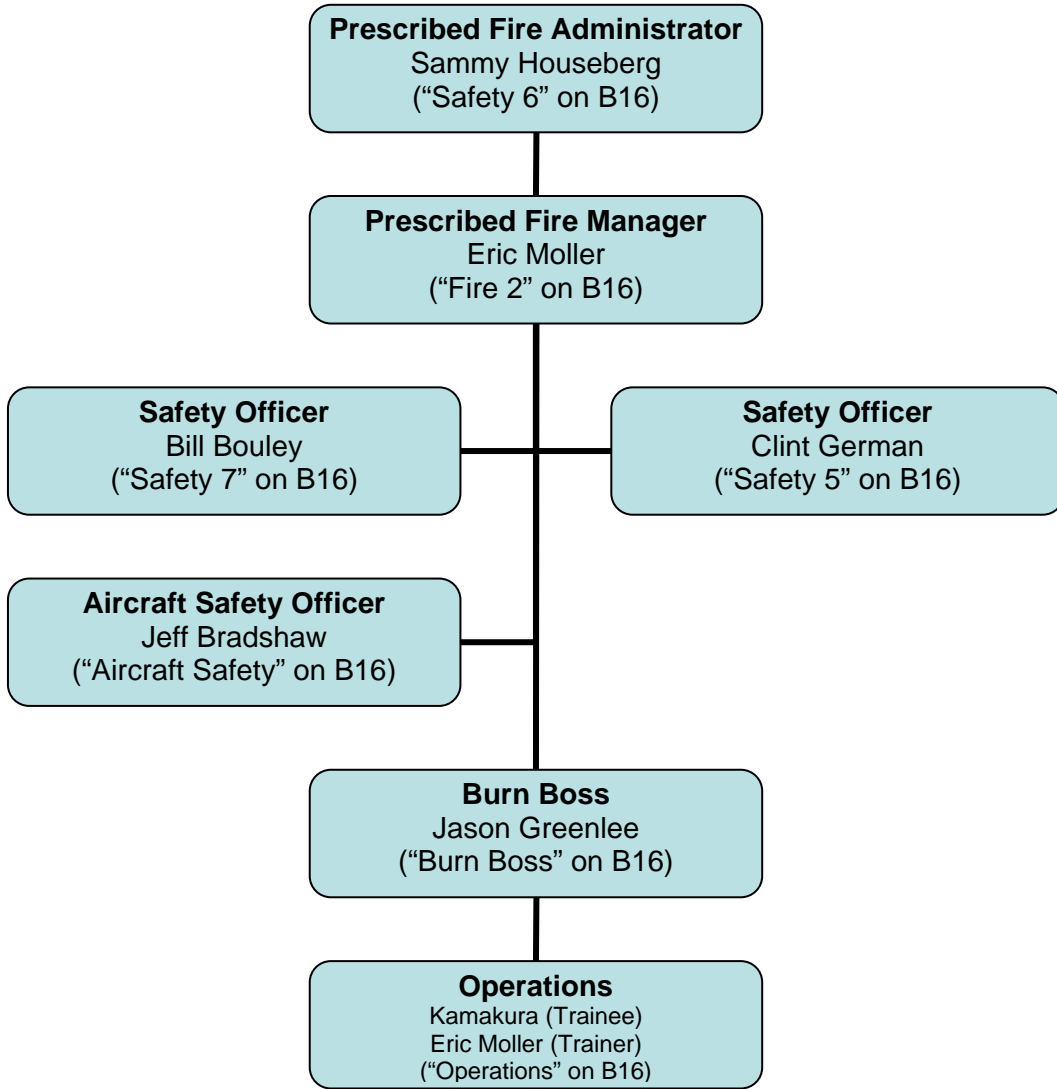 Prescribed Fire Administrator
Sammy Houseberg
(“Safety 6” on B16)
Prescribed Fire Manager
Eric Moller
(“Fire 2” on B16)
Safety Officer
Bill Bouley
(“Safety 7” on B16)
Safety Officer
Clint German
(“Safety 5” on B16)
Aircraft Safety Officer
Jeff Bradshaw
(“Aircraft Safety” on B16)
Burn Boss
Jason Greenlee
(“Burn Boss” on B16)
Operations
Kamakura (Trainee)
Eric Moller (Trainer)
(“Operations” on B16)